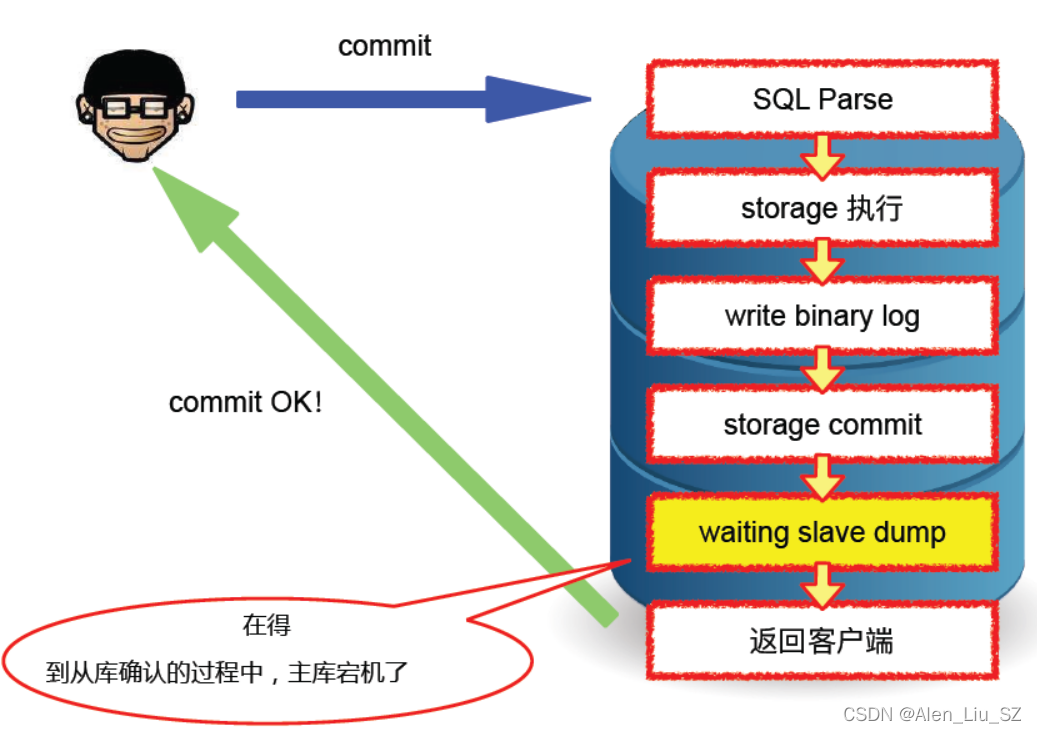 commit
SQL Parse
storage 执行
write binary log
commit OK!
storage commit
waiting slave dump
在得
到从库确认的过程中，主库宕机了
返回客户端
CSDN @Alen_Liu_SZ